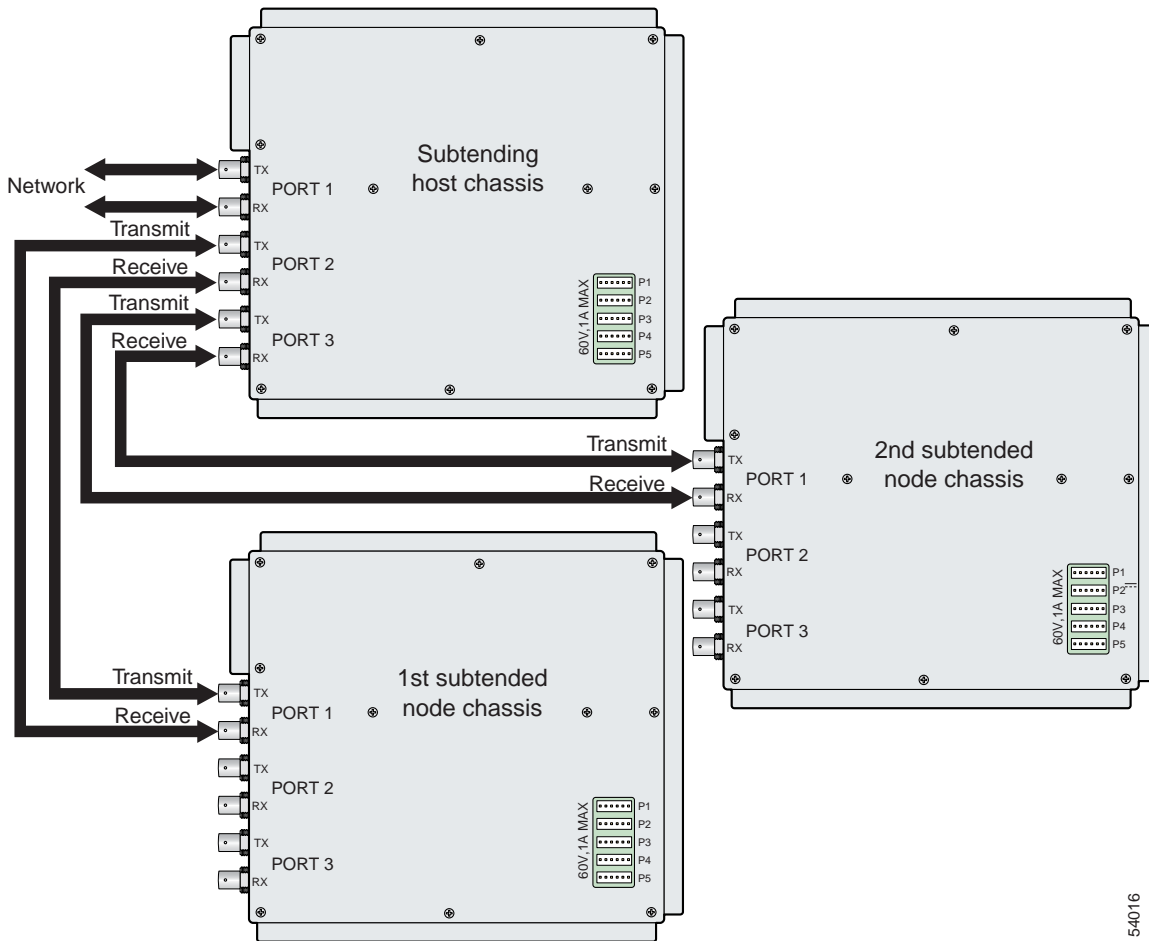 Subtending
host chassis
Network
TX
PORT 1
RX
Transmit
TX
PORT 2
Receive
RX
Transmit
TX
PORT 3
Receive
RX
60V,1A MAX
P1
P2
P3
P4
P5
2nd subtended
node chassis
Transmit
TX
PORT 1
Receive
RX
TX
PORT 2
RX
TX
PORT 3
RX
60V,1A MAX
P1
P2
P3
P4
P5
1st subtended
node chassis
Transmit
TX
PORT 1
Receive
RX
TX
PORT 2
RX
TX
PORT 3
RX
60V,1A MAX
P1
P2
P3
P4
P5
54016